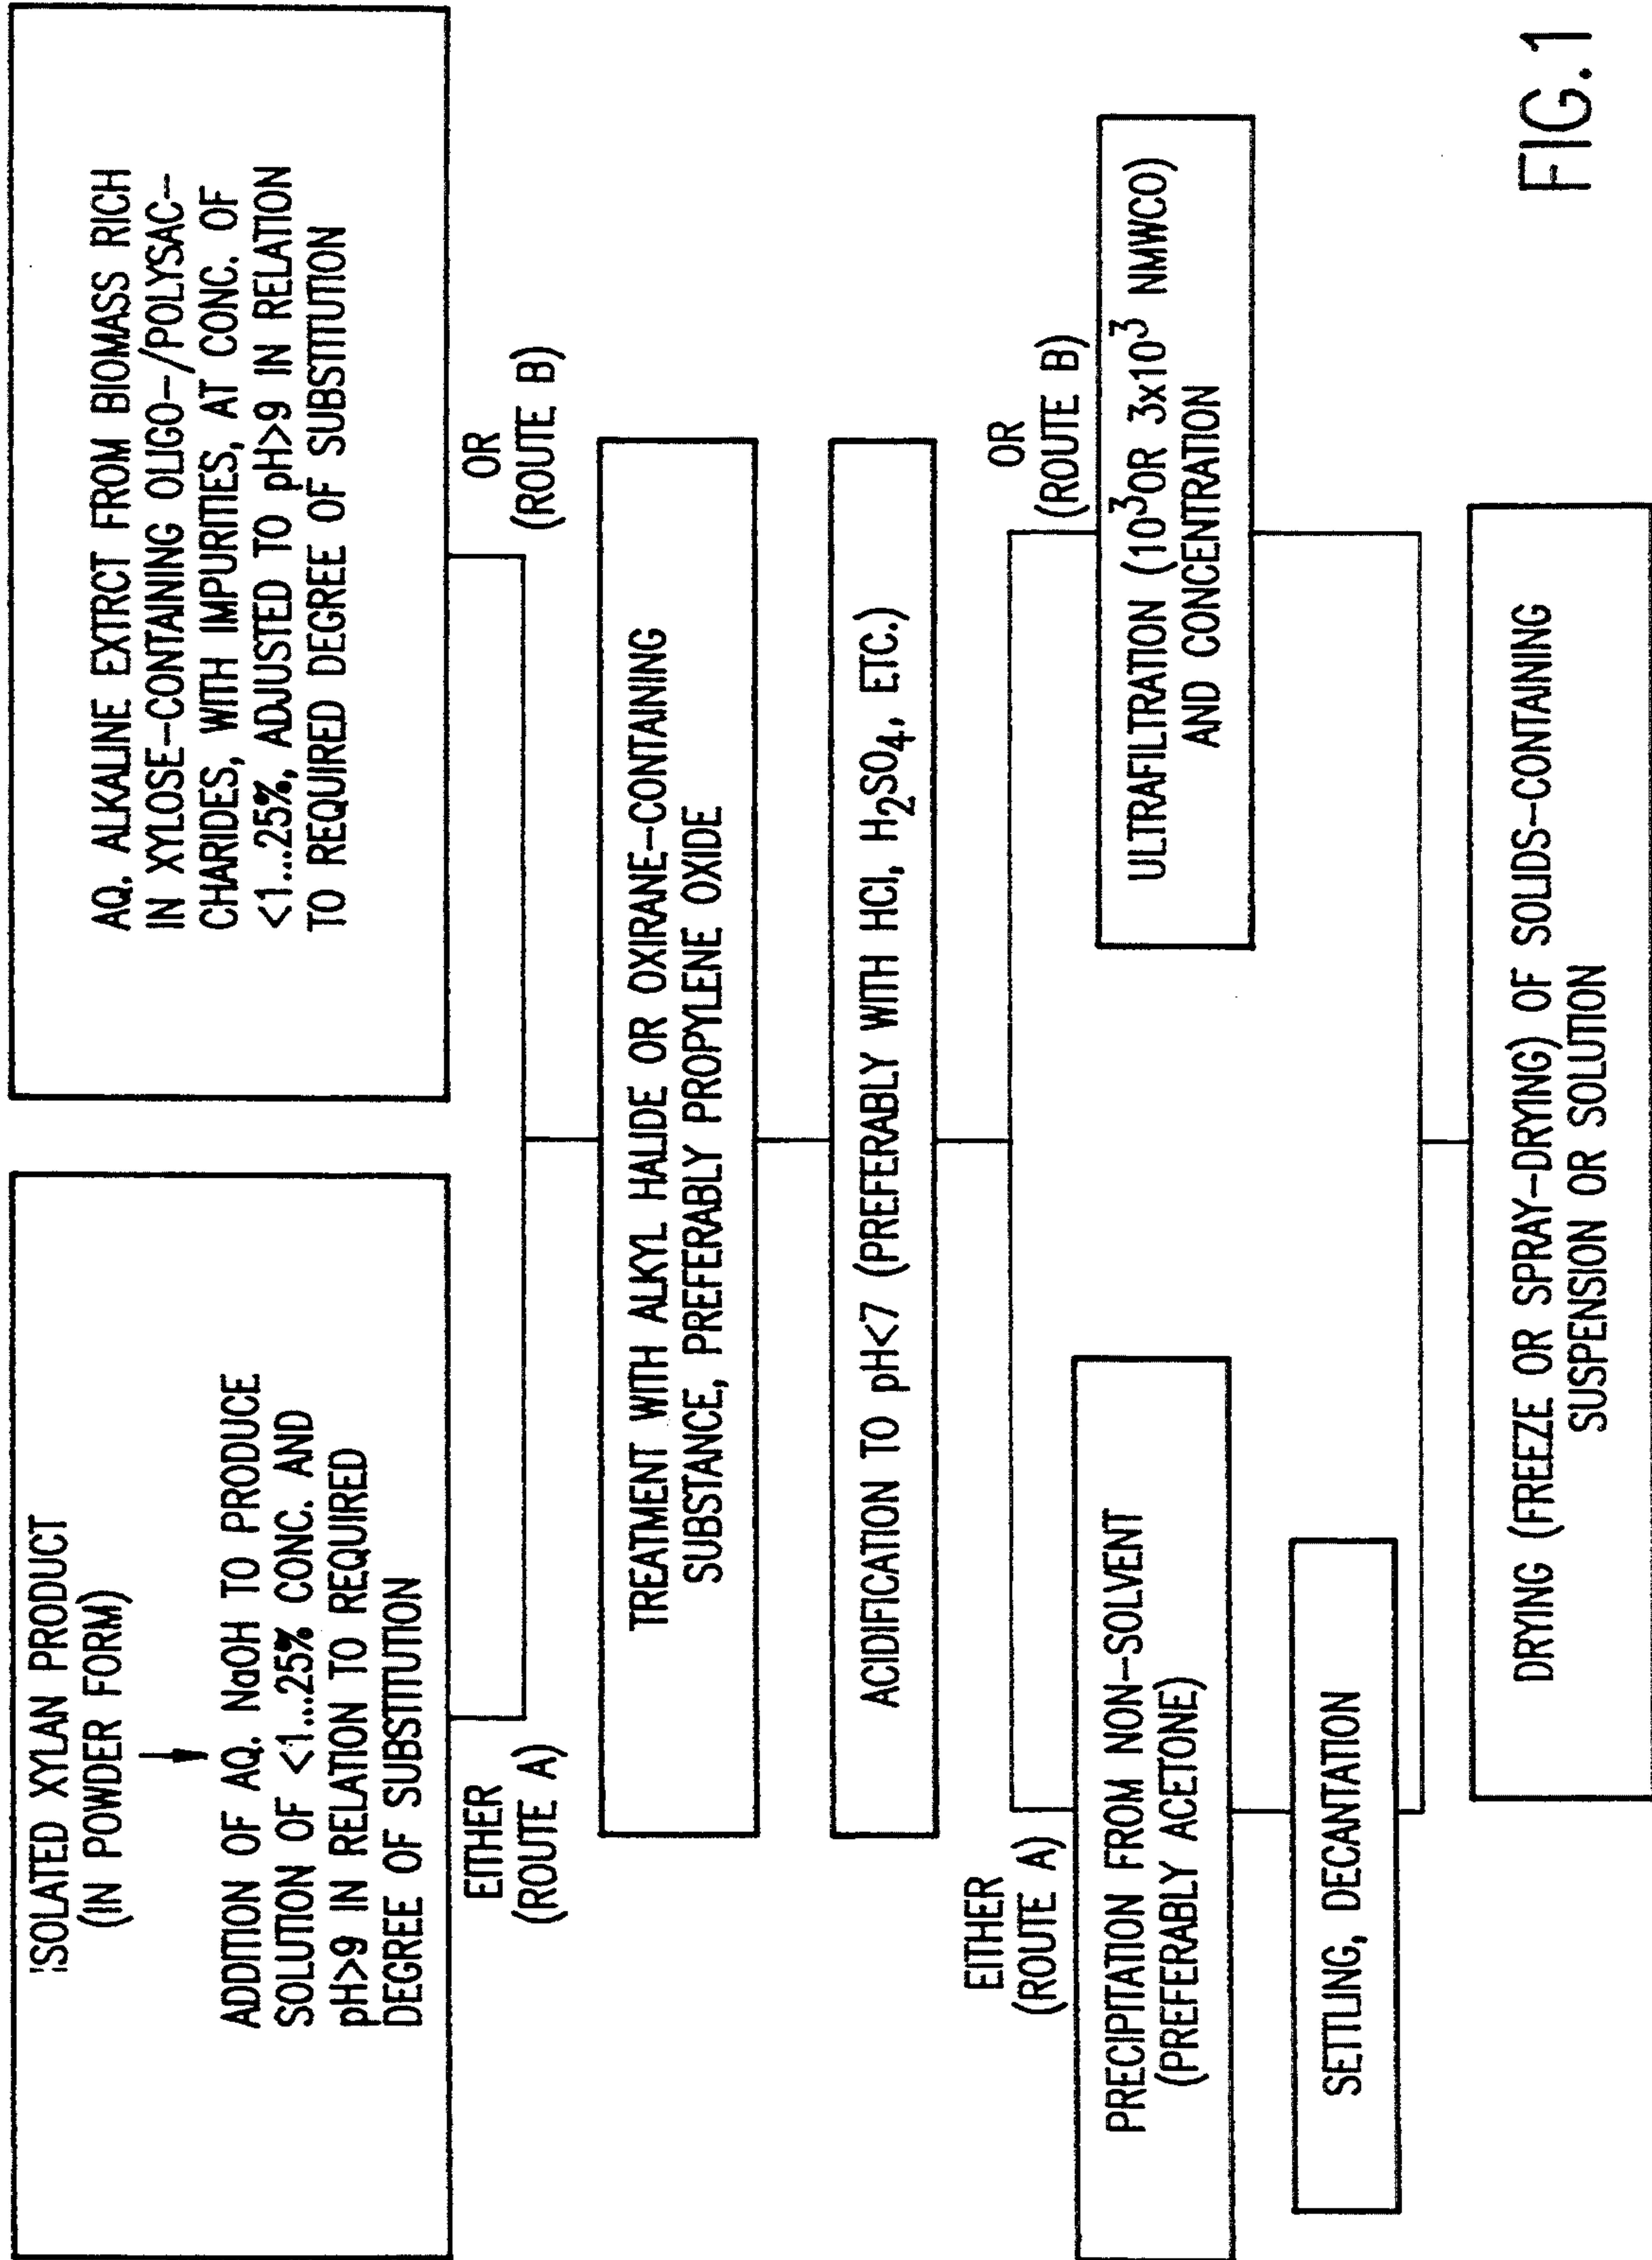 ISOLATED XYLAN PRODUCT
(IN POWDER FORM)
ADDITION OF AQ. NaOH TO PRODUCE
SOLUTION OF <1...25% CONC. AND
pH>9 IN RELATION TO REQUIRED
DEGREE OF SUBSTITUTION
AQ. ALKALINE EXTRCT FROM BIOMASS RICH
IN XYLOSE-CONTAINING OLIGO-/POLYSAC-
CHARIDES, WITH IMPURITIES, AT CONC. OF
<1...25%, ADJUSTED TO pH>9 IN RELATION
TO REQUIRED DEGREE OF SUBSTITUTION
EITHER
(ROUTE A)
OR
(ROUTE B)
TREATMENT WITH ALKYL HALIDE OR OXIRANE-CONTAINING
SUBSTANCE, PREFERABLY PROPYLENE OXIDE
ACIDIFICATION TO pH<7 (PREFERABLY WITH HCl, H₂SO₄, ETC.)
EITHER
(ROUTE A)
OR
(ROUTE B)
PRECIPITATION FROM NON-SOLVENT
(PREFERABLY ACETONE)
ULTRAFILTRATION (10³ OR 3x10³ NMWCO)
AND CONCENTRATION
SETTLING, DECANTATION
DRYING (FREEZE OR SPRAY-DRYING) OF SOLIDS-CONTAINING
SUSPENSION OR SOLUTION
FIG.1